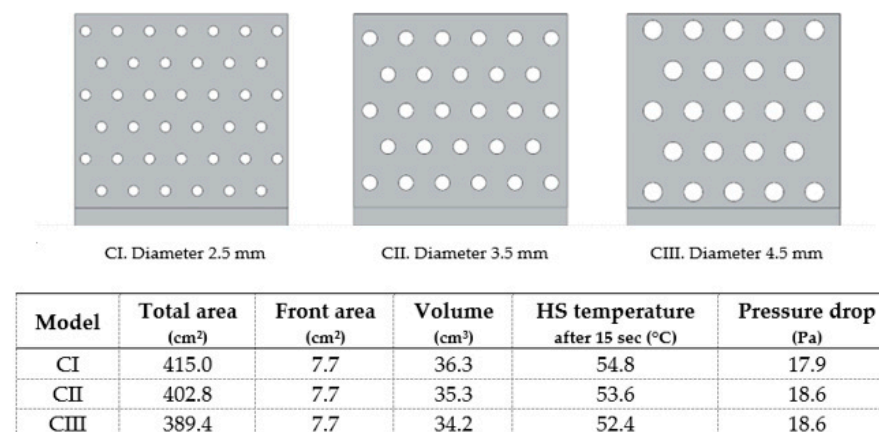 CI. Diameter 2.5 mm CII. Diameter 3.5 mm CIII. Diameter 4.5 mm
Model Total area (cm²) Front area (cm²) Volume (cm³) HS temperature after 15 sec (°C) Pressure drop (Pa)
CI 415.0 7.7 36.3 54.8 17.9
CII 402.8 7.7 35.3 53.6 18.6
CIII 389.4 7.7 34.2 52.4 18.6